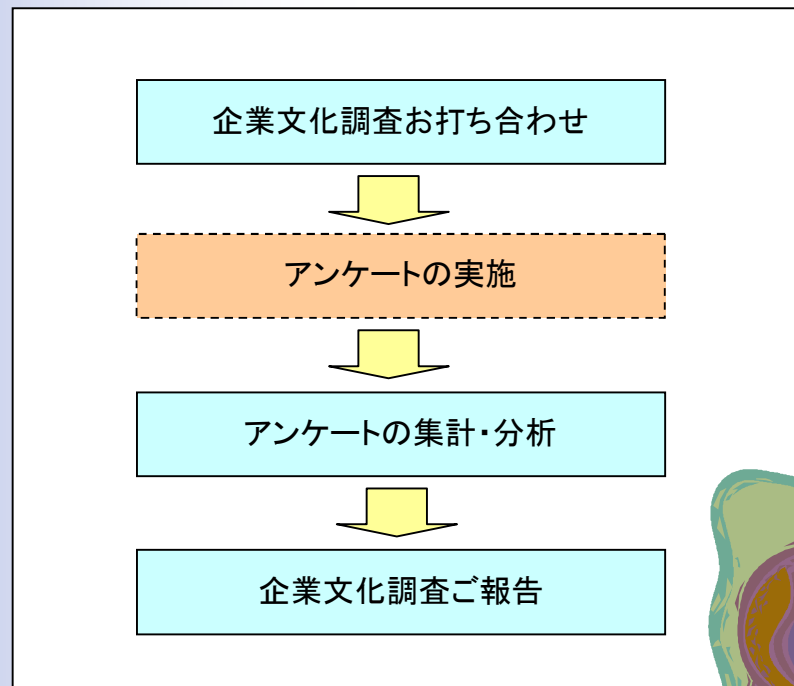 企業文化調査お打ち合わせ
アンケートの実施
アンケートの集計・分析
企業文化調査ご報告